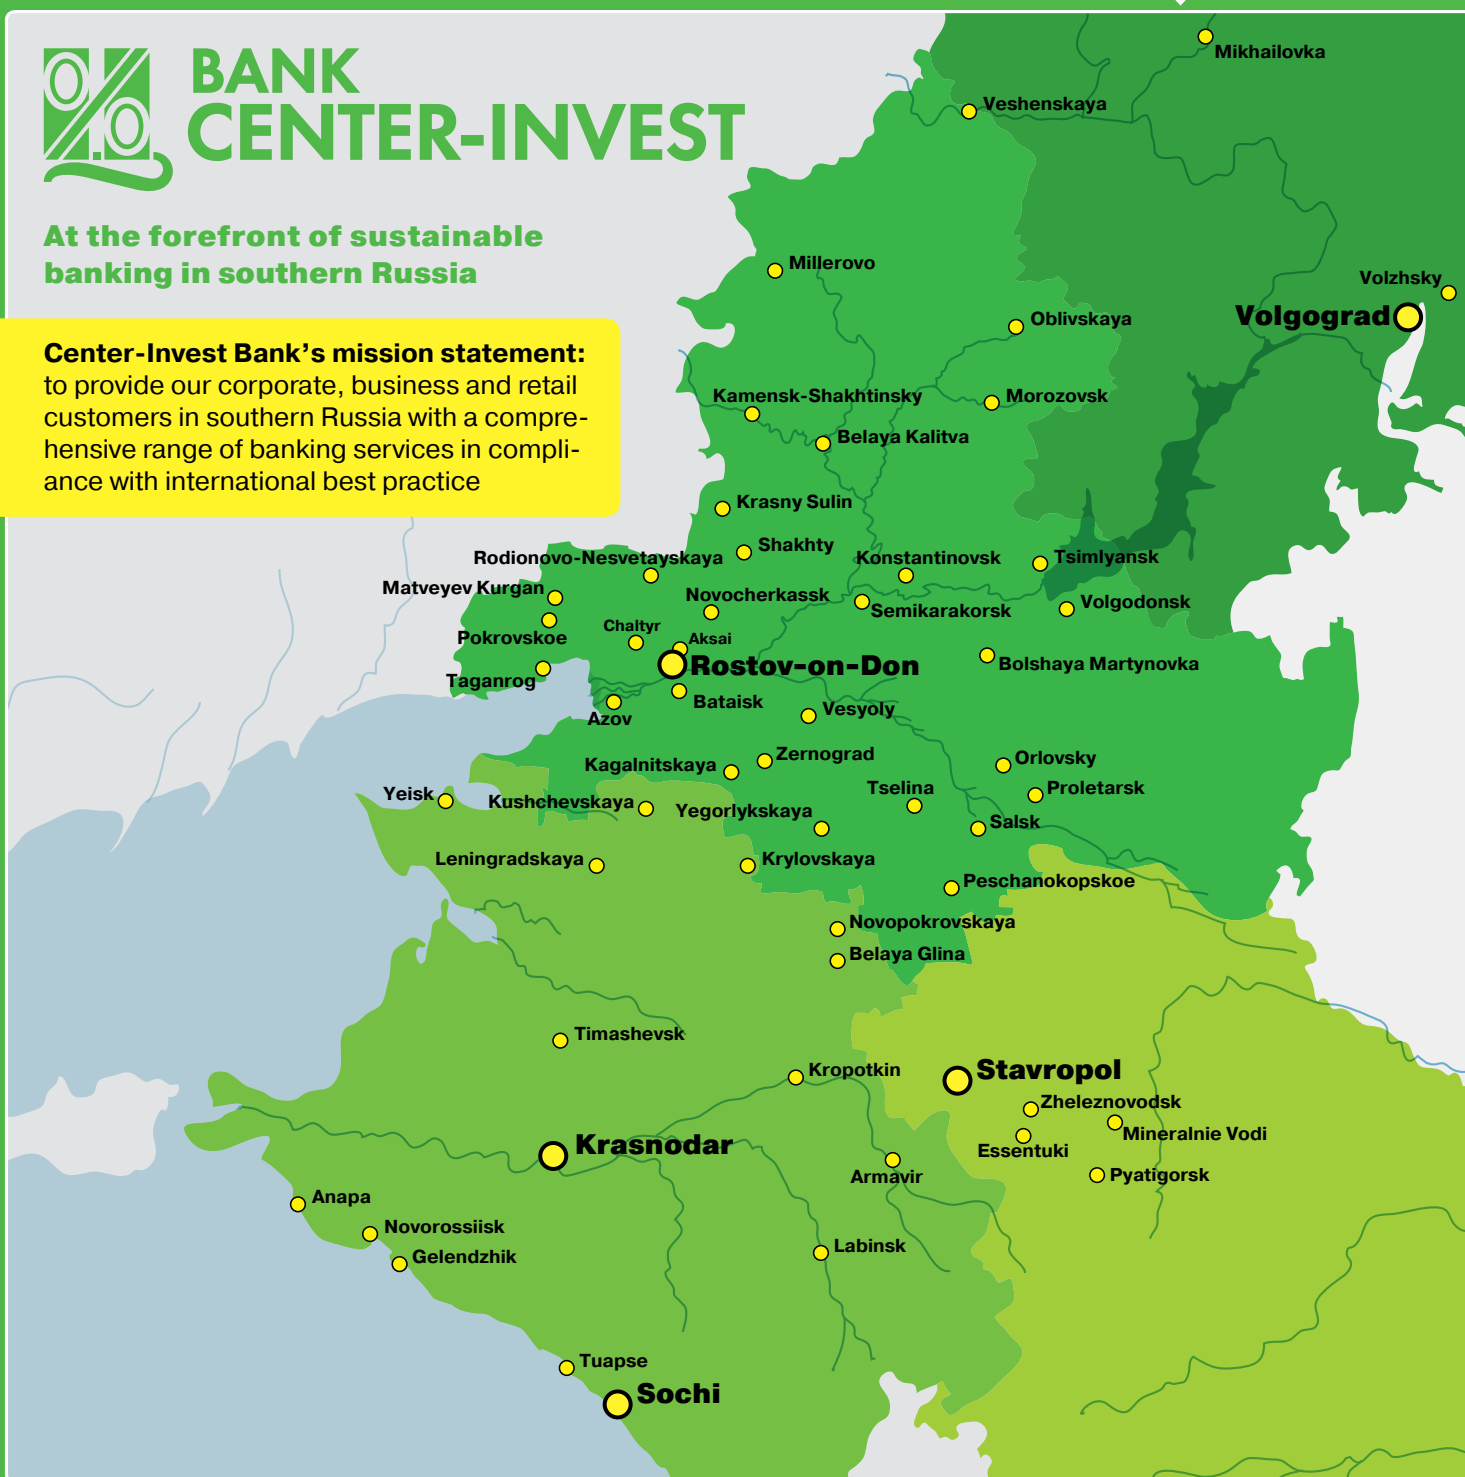 BANK
CENTER-INVEST
At the forefront of sustainable
banking in southern Russia
Center-Invest Bank’s mission statement:
to provide our corporate, business and retail
customers in southern Russia with a compre-
hensive range of banking services in compli-
ance with international best practice
Mikhailovka
Veshenskaya
Millerovo
Volzhsky
Volgograd
Oblivskaya
Kamensk-Shakhtinsky
Morozovsk
Belaya Kalitva
Krasny Sulin
Shakhty
Rodionovo-Nesvetayskaya
Konstantinovsk
Tsimlyansk
Matveyev Kurgan
Novocherkassk
Semikarakorsk
Volgodonsk
Chaltyr
Pokrovskoe
Aksai
Rostov-on-Don
Bolshaya Martynovka
Taganrog
Bataisk
Vesyoly
Azov
Zernograd
Kagalnitskaya
Orlovsky
Tselina
Proletarsk
Yeisk
Kushchevskaya
Yegorlykskaya
Salsk
Leningradskaya
Krylovskaya
Peschanokopskoe
Novopokrovskaya
Belaya Glina
Timashevsk
Kropotkin
Stavropol
Zheleznovodsk
Mineralnie Vodi
Krasnodar
Essentuki
Armavir
Pyatigorsk
Anapa
Novorossiisk
Labinsk
Gelendzhik
Tuapse
Sochi